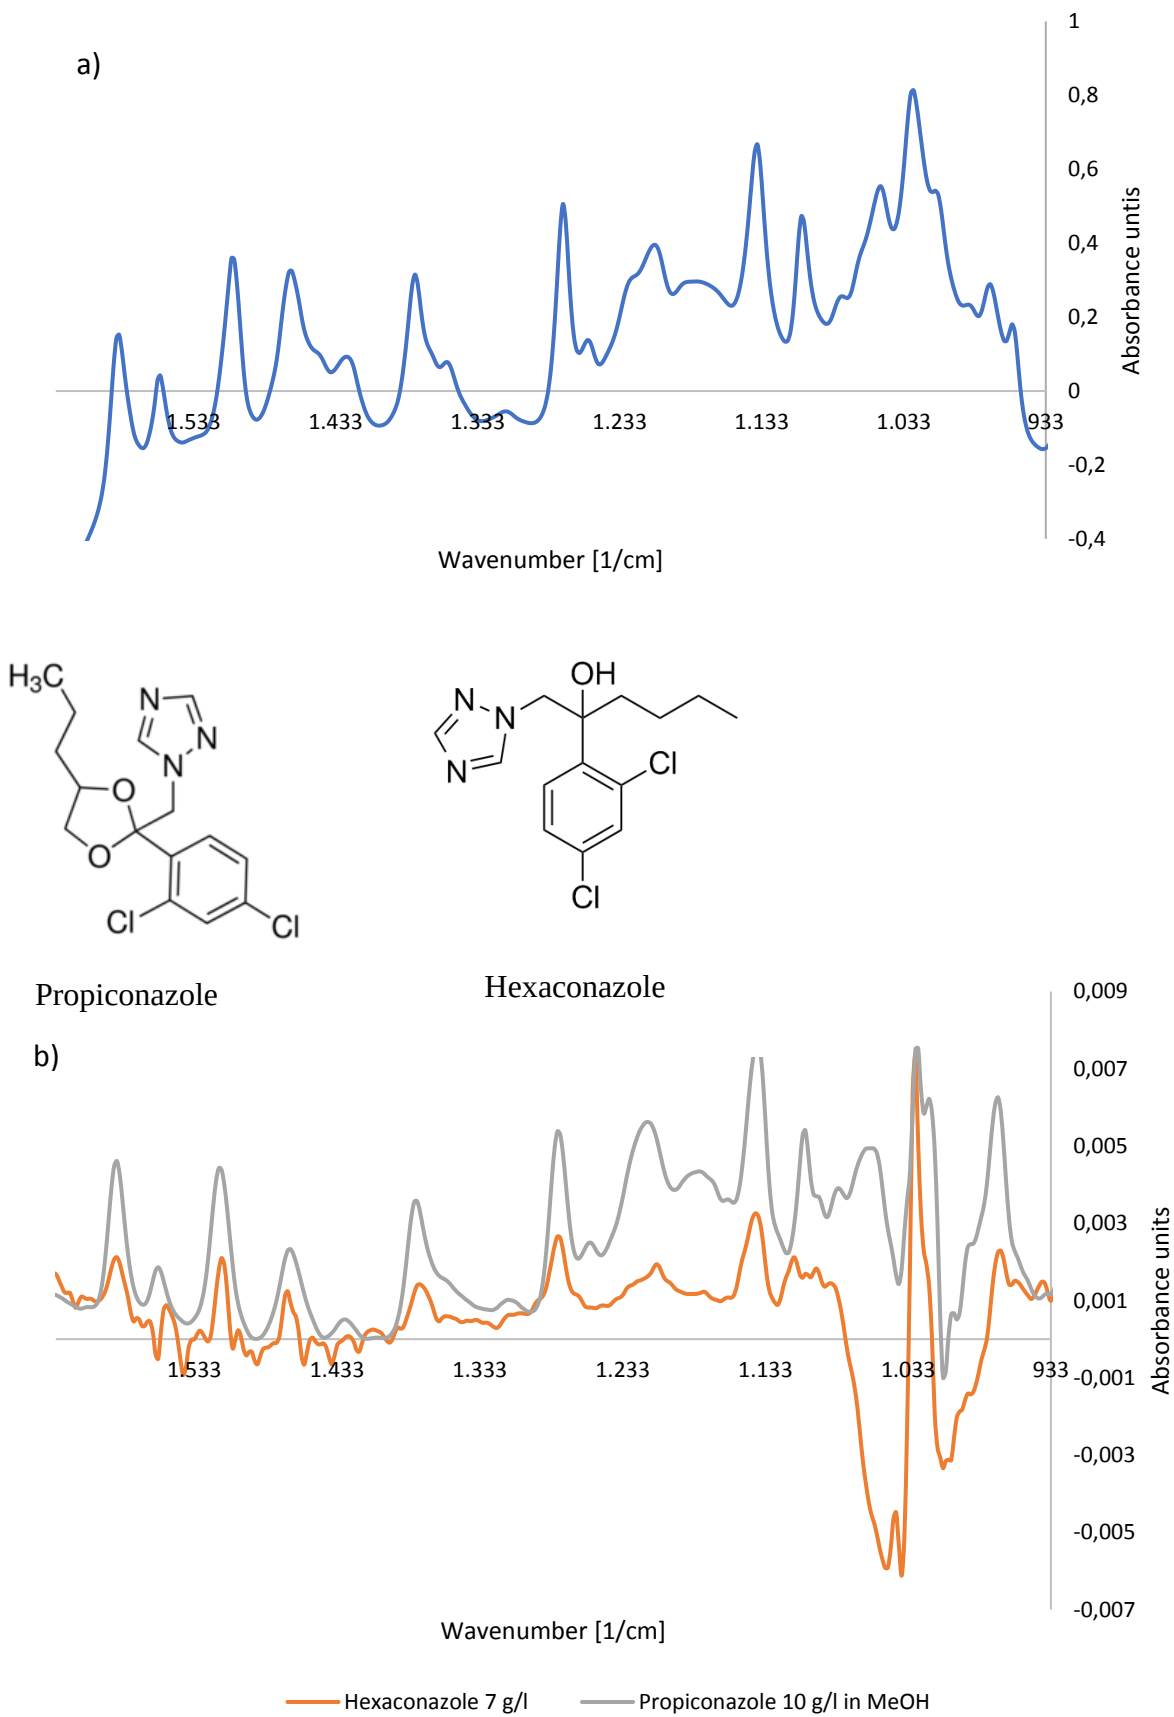 a)
1
0,8
0,6
0,4
0,2
0
-0,2
-0,4
Absorbance untis
1.533 1.433 1.333 1.233 1.133 1.033 933
Wavenumber [1/cm]
H3C
N
N
N
O
O
Cl
Cl
OH
N
N
N
Cl
Cl
Propiconazole
Hexaconazole
b)
0,009
0,007
0,005
0,003
0,001
-0,001
-0,003
-0,005
-0,007
Absorbance units
1.533 1.433 1.333 1.233 1.133 1.033 933
Wavenumber [1/cm]
Hexaconazole 7 g/l Propiconazole 10 g/l in MeOH